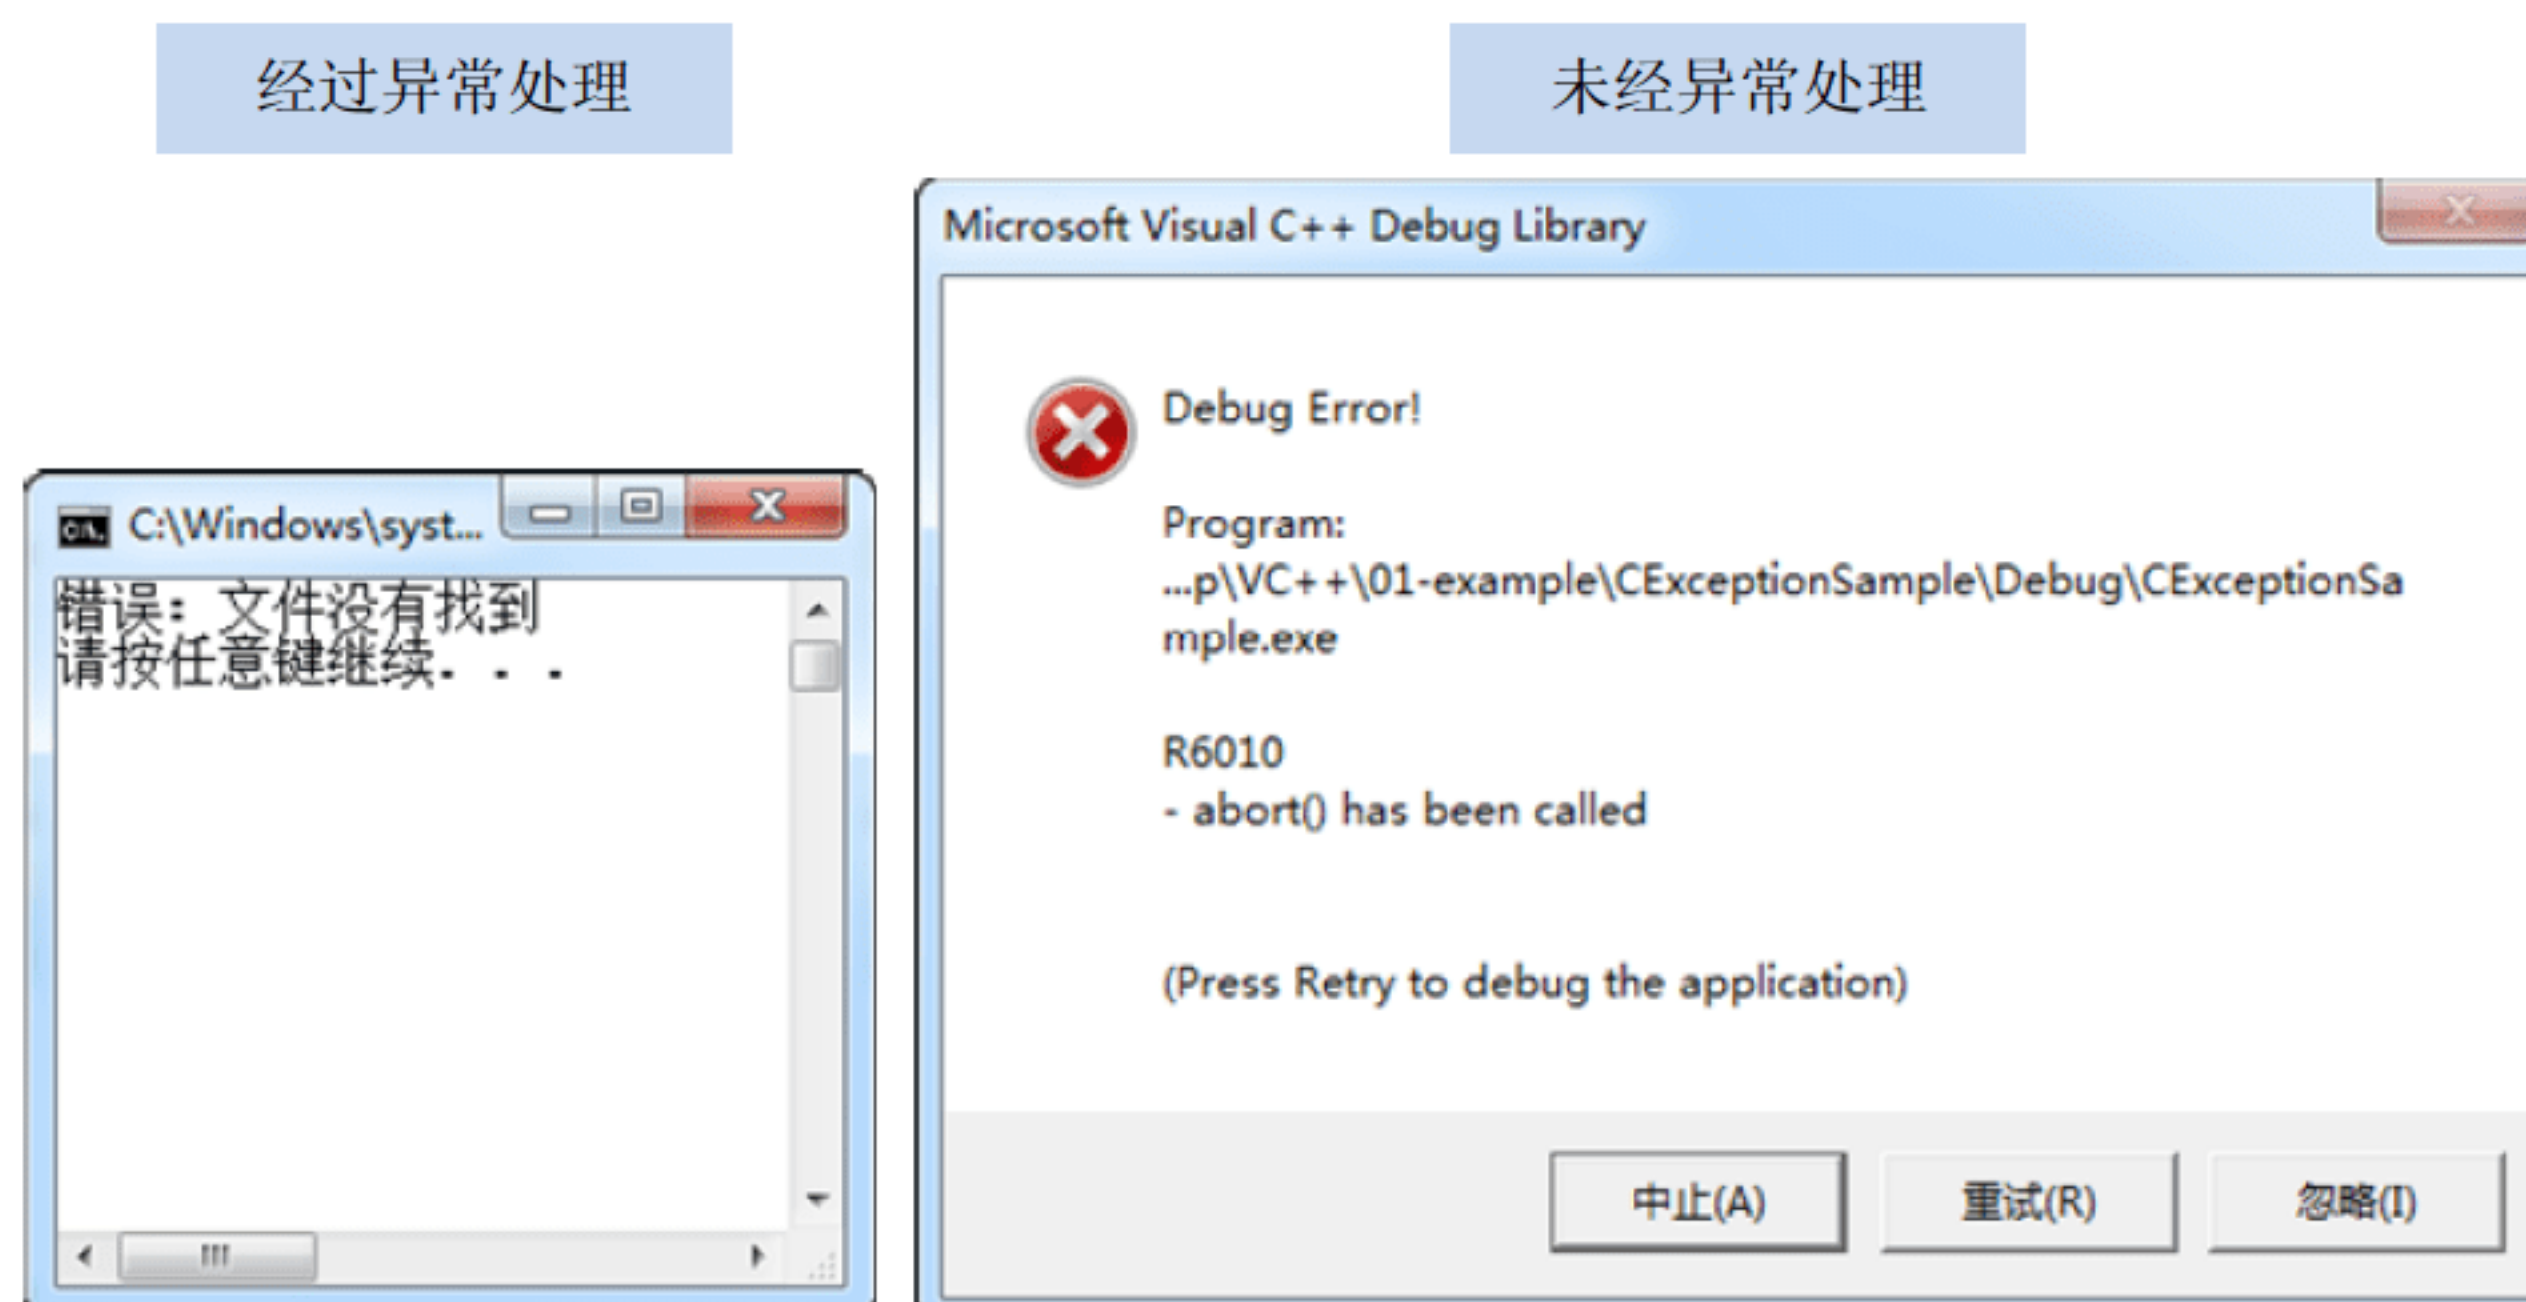 经过异常处理
未经异常处理
C:\Windows\syst...
错误：文件没有找到
请按任意键继续. . .
Microsoft Visual C++ Debug Library
Debug Error!
Program:
...p\VC++\01-example\CExceptionSample\Debug\CExceptionSa
mple.exe
R6010
- abort() has been called
(Press Retry to debug the application)
中止(A)
重试(R)
忽略(I)